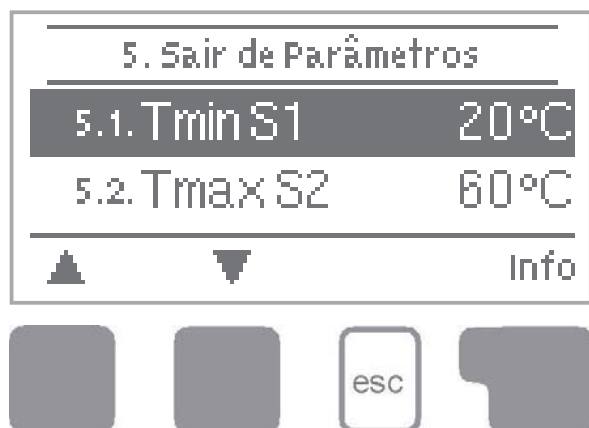 5. Sair de Parâmetros
5.1. Tmin S1 20°C
5.2. Tmax S2 60°C
Info
esc